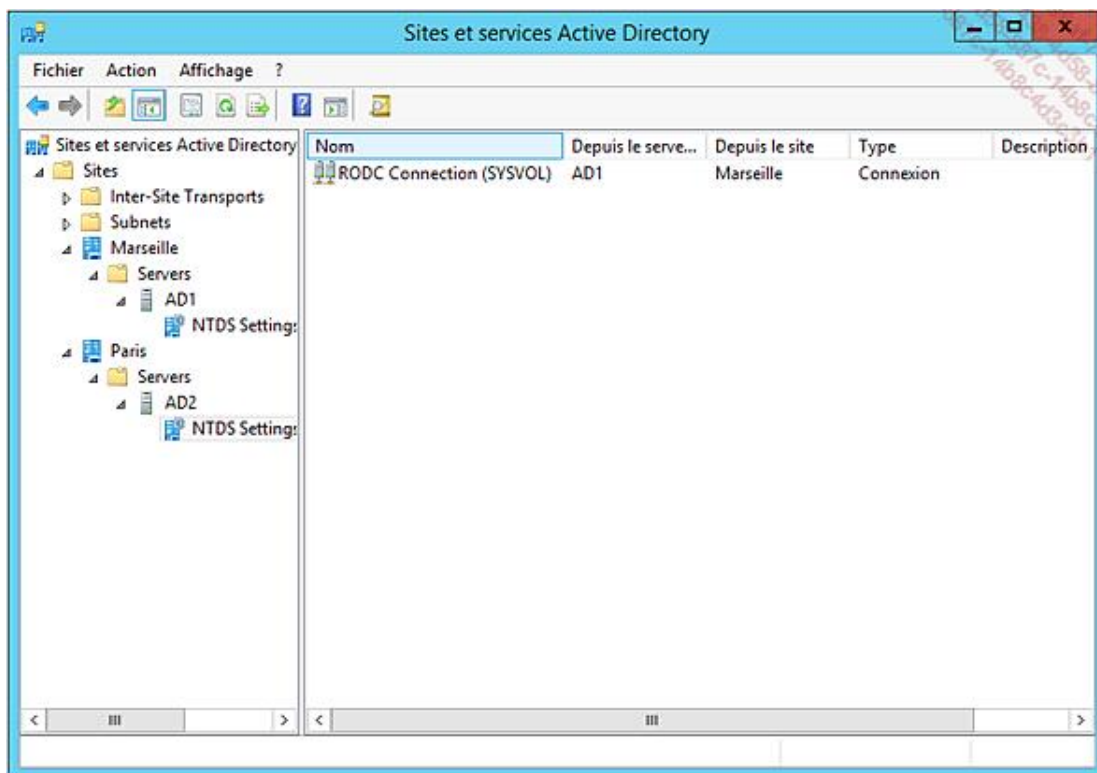 Sites et services Active Directory
Fichier Action Affichage ?
Sites et services Active Directory
Sites
Inter-Site Transports
Subnets
Marseille
Servers
AD1
NTDS Settings
Paris
Servers
AD2
NTDS Settings
Nom Depuis le serve... Depuis le site Type Description
RODC Connection (SYSVOL) AD1 Marseille Connexion